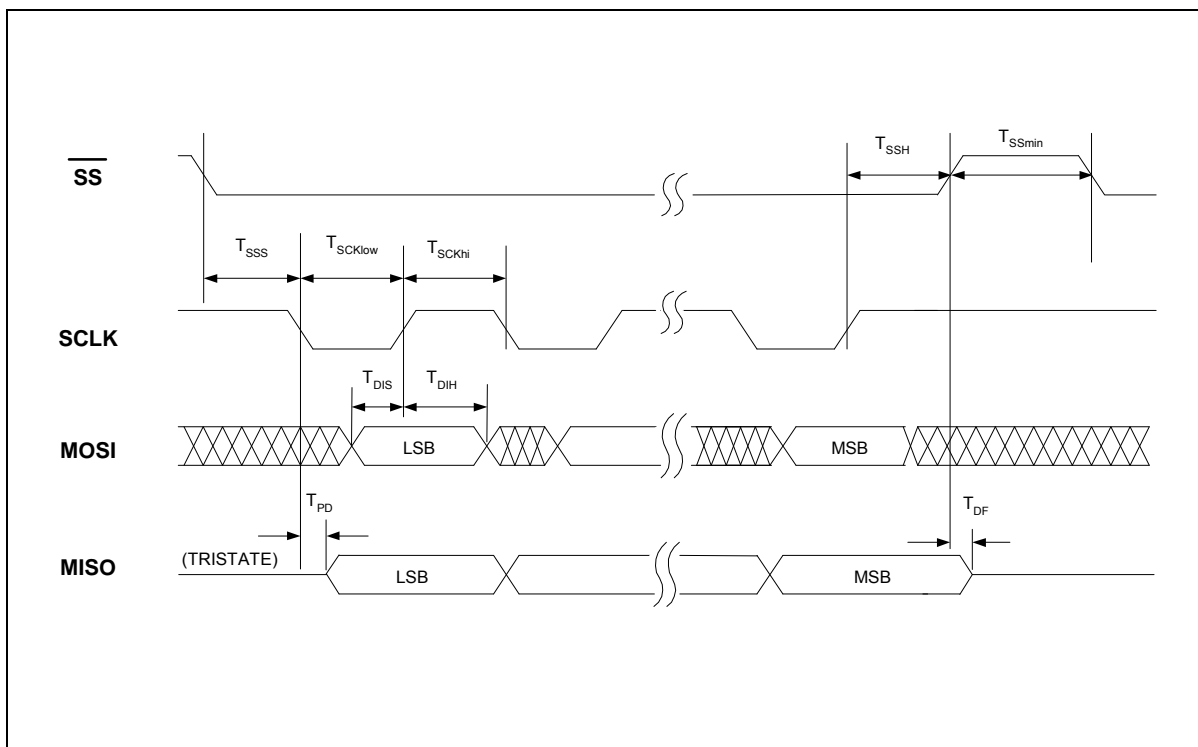 T_SSH
T_SSmin
SS
T_SSS
T_SCKlow
T_SCKhi
SCLK
T_DIS
T_DIH
MOSI
LSB
MSB
T_PD
T_DF
MISO
(TRISTATE)
LSB
MSB